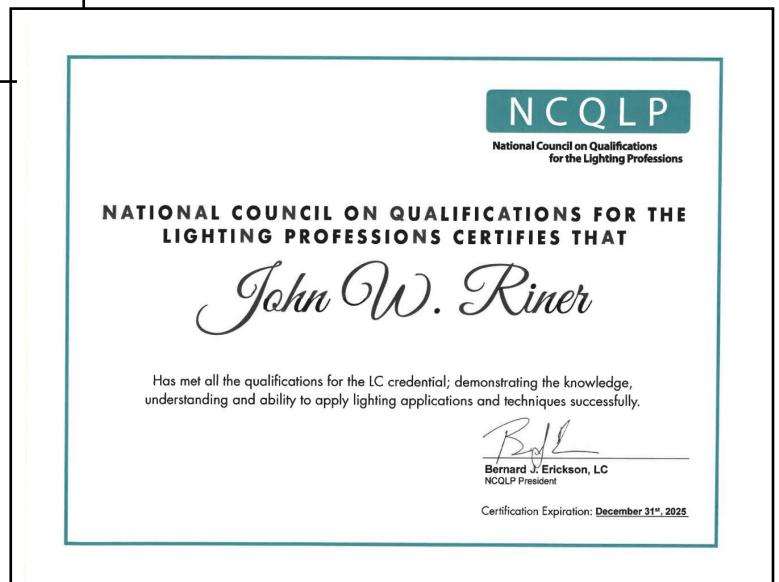 NCQLP
National Council on Qualifications
for the Lighting Professions
NATIONAL COUNCIL ON QUALIFICATIONS FOR THE
LIGHTING PROFESSIONS CERTIFIES THAT
John W. Riner
Has met all the qualifications for the LC credential; demonstrating the knowledge,
understanding and ability to apply lighting applications and techniques successfully.
Bernard J. Erickson, LC
NCQLP President
Certification Expiration: December 31st, 2025